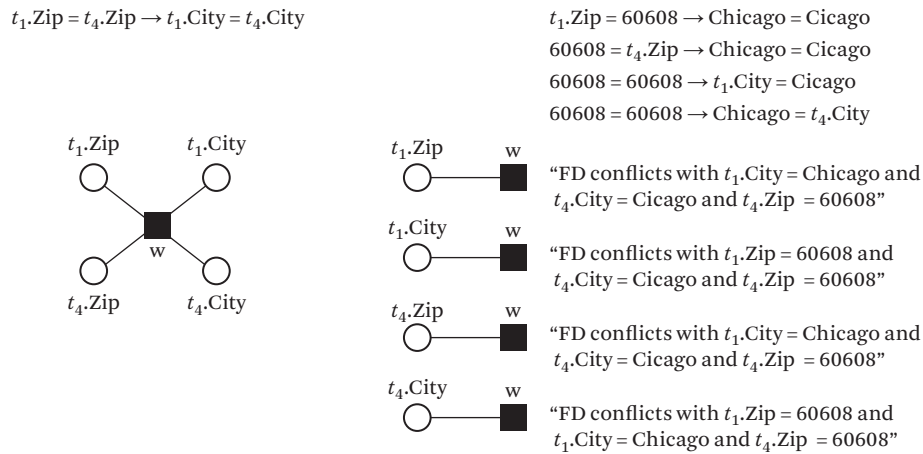 t₁.Zip = t₄.Zip → t₁.City = t₄.City
t₁.Zip = 60608 → Chicago = Cicago
60608 = t₄.Zip → Chicago = Cicago
60608 = 60608 → t₁.City = Cicago
60608 = 60608 → Chicago = t₄.City
t₁.Zip t₁.City
w
t₄.Zip t₄.City
t₁.Zip w
“FD conflicts with t₁.City = Chicago and
t₄.City = Cicago and t₄.Zip = 60608”
t₁.City w
“FD conflicts with t₁.Zip = 60608 and
t₄.City = Cicago and t₄.Zip = 60608”
t₄.Zip w
“FD conflicts with t₁.City = Chicago and
t₄.City = Cicago and t₄.Zip = 60608”
t₄.City w
“FD conflicts with t₁.Zip = 60608 and
t₁.City = Chicago and t₄.Zip = 60608”